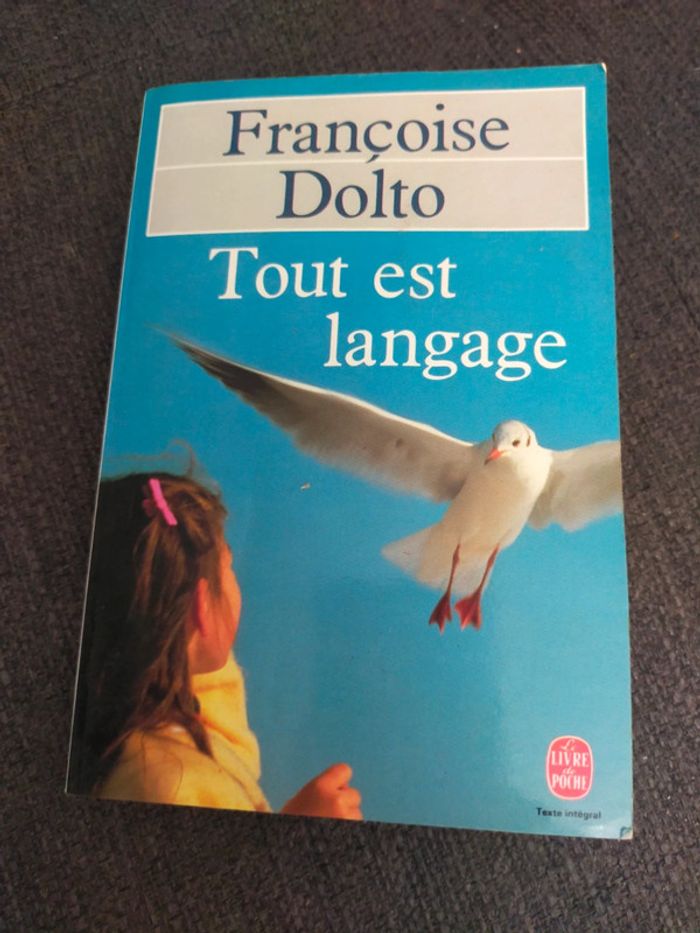 Françoise
Dolto
Tout est
langage
Le
LIVRE
de
POCHE
Texte intégral